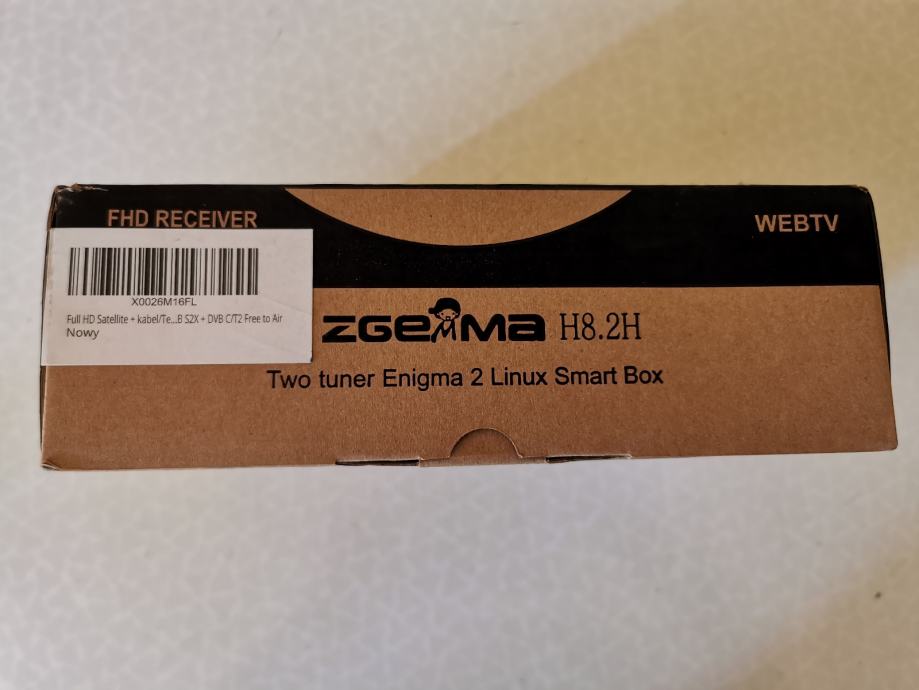 FHD RECEIVER
WEBTV
X0026M16FL
Full HD Satellite + kabel/Te...B S2X + DVB C/T2 Free to Air
Nowy
ZGEMMA H8.2H
Two tuner Enigma 2 Linux Smart Box